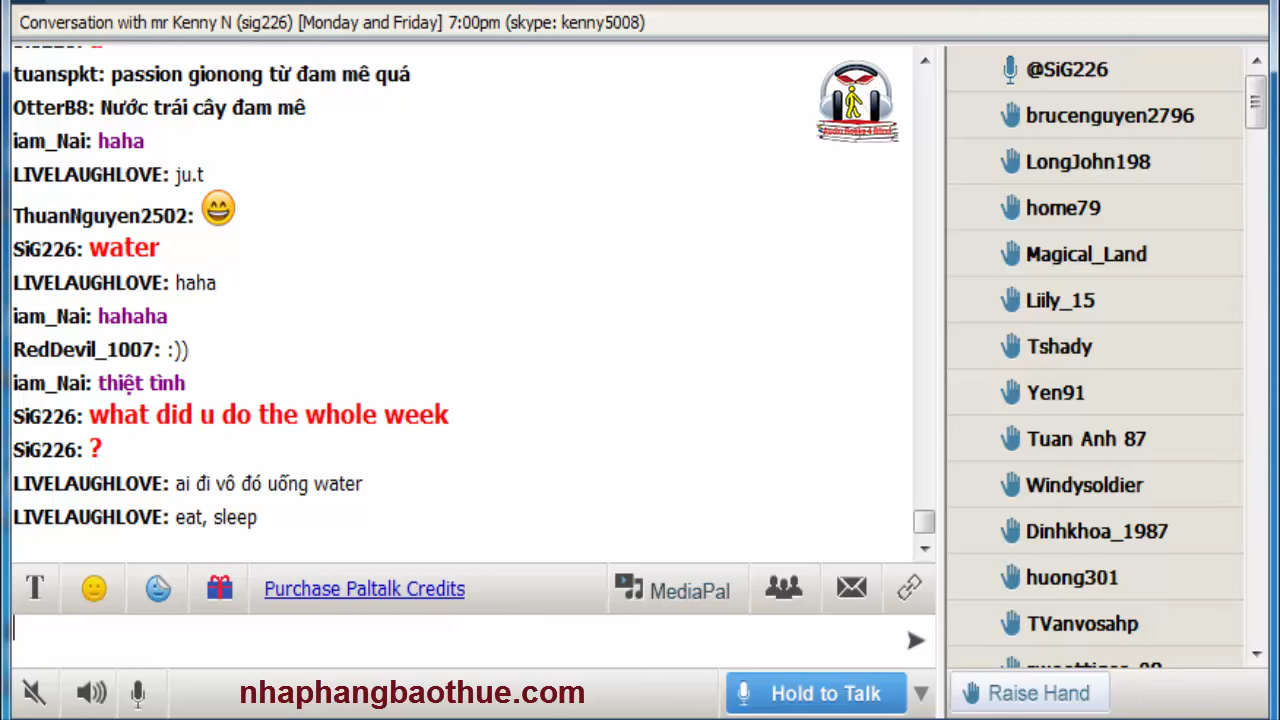 Conversation with mr Kenny N (sig226) [Monday and Friday] 7:00pm (skype: kenny5008)
tuanspkt: passion gionong từ đam mê quá
OtterB8: Nước trái cây đam mê
iam_Nai: haha
LIVELAUGHLOVE: ju.t
ThuanNguyen2502:
SiG226: water
LIVELAUGHLOVE: haha
iam_Nai: hahaha
RedDevil_1007: :))
iam_Nai: thiệt tình
SiG226: what did u do the whole week
SiG226: ?
LIVELAUGHLOVE: ai đi vô đó uống water
LIVELAUGHLOVE: eat, sleep
Audio Books 4 Blind
T
Purchase Paltalk Credits
MediaPal
nhaphangbaothue.com
Hold to Talk
@SiG226
brucenguyen2796
LongJohn198
home79
Magical_Land
Liily_15
Tshady
Yen91
Tuan Anh 87
Windysoldier
Dinhkhoa_1987
huong301
TVanvosahp
Raise Hand